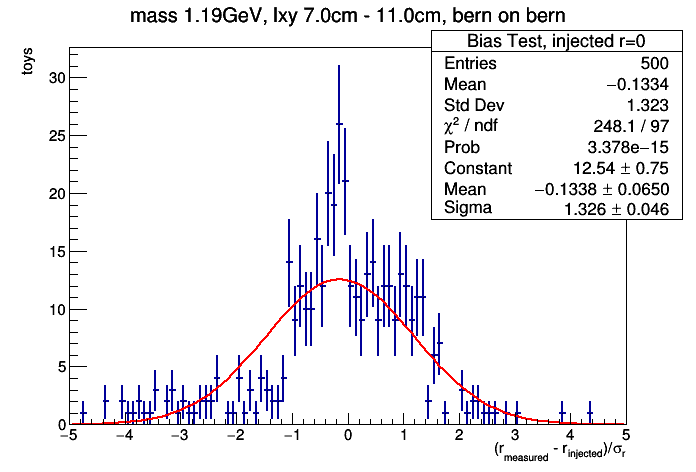 mass 1.19GeV, lxy 7.0cm - 11.0cm, bern on bern
toys
Bias Test, injected r=0
Entries 500
Mean −0.1334
Std Dev 1.323
χ² / ndf 248.1 / 97
Prob 3.378e−15
Constant 12.54 ± 0.75
Mean −0.1338 ± 0.0650
Sigma 1.326 ± 0.046
30
25
20
15
10
5
0
−5 −4 −3 −2 −1 0 1 2 3 4 5
(r_measured - r_injected)/σ_r